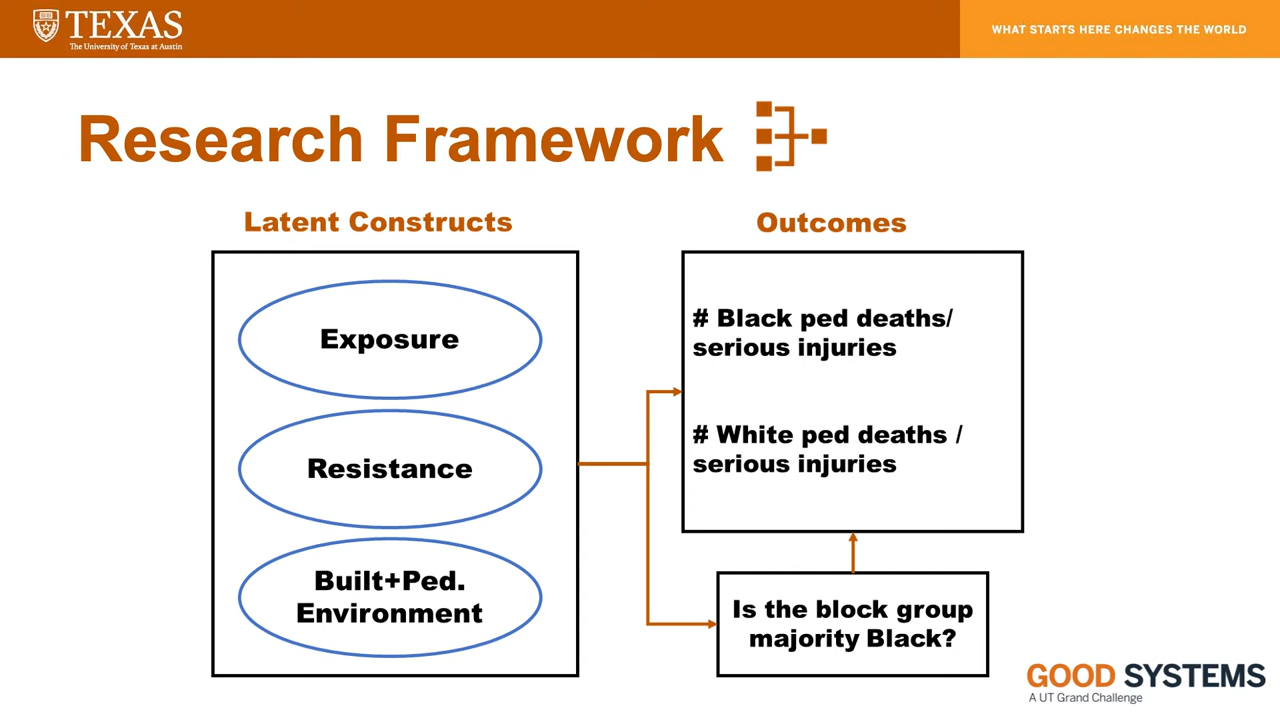 TEXAS
The University of Texas at Austin
WHAT STARTS HERE CHANGES THE WORLD
Research Framework
Latent Constructs
Exposure
Resistance
Built+Ped.
Environment
Outcomes
# Black ped deaths/
serious injuries
# White ped deaths /
serious injuries
Is the block group
majority Black?
GOOD SYSTEMS
A UT Grand Challenge